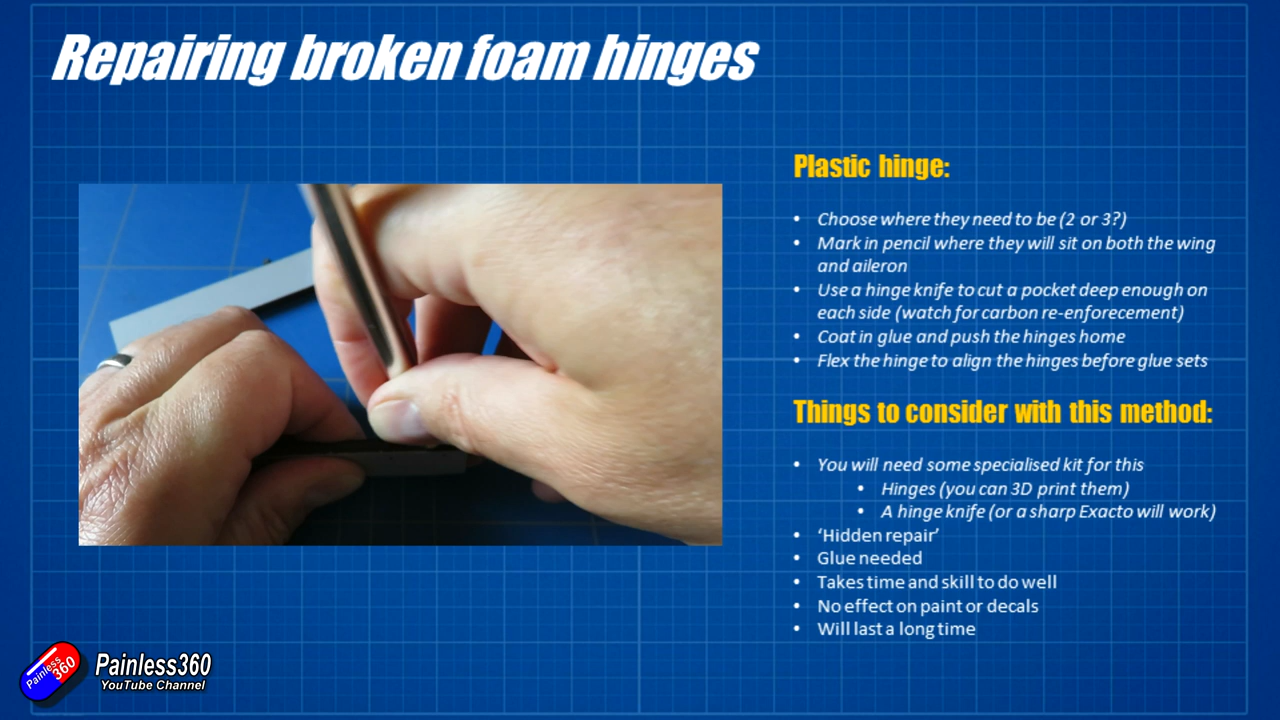 Repairing broken foam hinges
Plastic hinge:
• Choose where they need to be (2 or 3?)
• Mark in pencil where they will sit on both the wing
and aileron
• Use a hinge knife to cut a pocket deep enough on
each side (watch for carbon re-enforecement)
• Coat in glue and push the hinges home
• Flex the hinge to align the hinges before glue sets
Things to consider with this method:
• You will need some specialised kit for this
• Hinges (you can 3D print them)
• A hinge knife (or a sharp Exacto will work)
• ‘Hidden repair’
• Glue needed
• Takes time and skill to do well
• No effect on paint or decals
• Will last a long time
Painless
360
Painless360
YouTube Channel